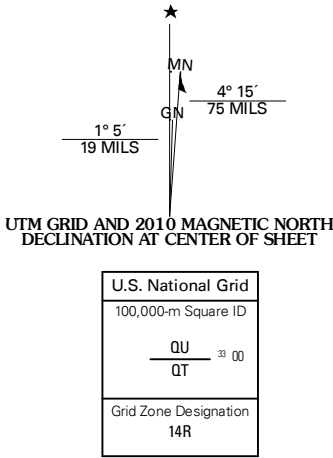 ★
MN
4° 15´
75 MILS
GN
1° 5´
19 MILS
UTM GRID AND 2010 MAGNETIC NORTH
DECLINATION AT CENTER OF SHEET
U.S. National Grid
100,000-m Square ID
QU
33 00
QT
Grid Zone Designation
14R